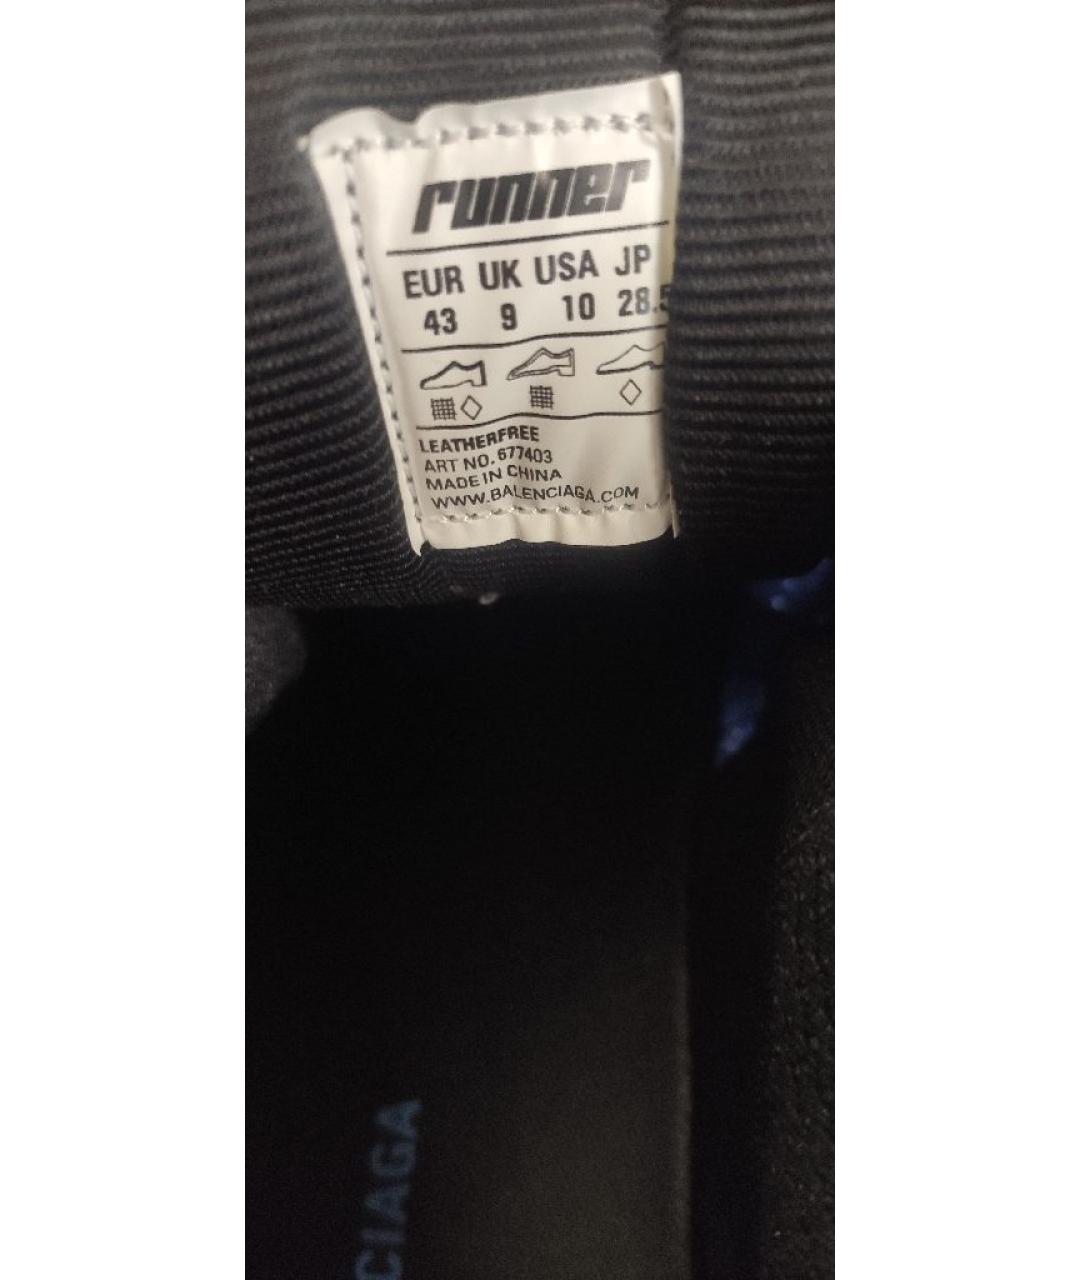 runner
EUR UK USA JP
43 9 10 28.5
LEATHERFREE
ART NO. 677403
MADE IN CHINA
WWW.BALENCIAGA.COM
CIAGA